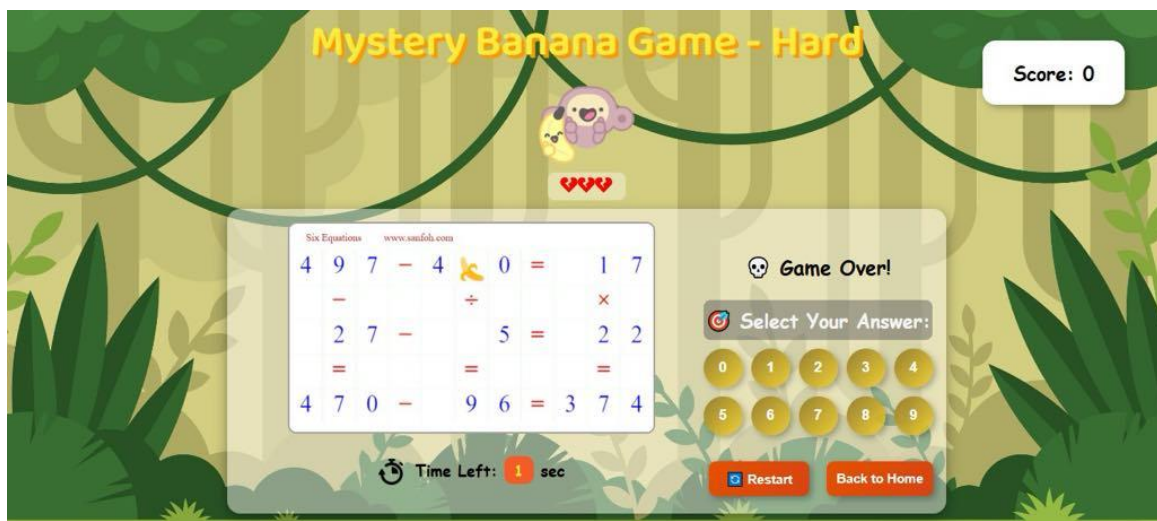 Mystery Banana Game - Hard
Score: 0
Six Equations www.sanfoh.com
4 9 7 − 4 🍌 0 = 1 7
− ÷ ×
2 7 − 5 = 2 2
= = =
4 7 0 − 9 6 = 3 7 4
Time Left: 1 sec
💀 Game Over!
🎯 Select Your Answer:
0 1 2 3 4
5 6 7 8 9
🔄 Restart Back to Home